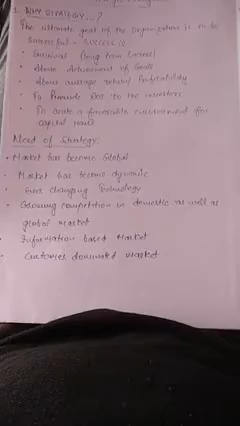 1. WHY STRATEGY...?
The ultimate goal of the organization is to be
Successful - Success is
• Survival (long term success)
• Above Achievement of Goals
• Above average return / Profitability
• To Provide to the investors
• To create a favorable environment for
capital
Need of Strategy:
• Market has become Global
• Market has become dynamic
• Ever changing Technology
• Growing competition in domestic as well as
global market
• Information based Market
• Customer dominated market